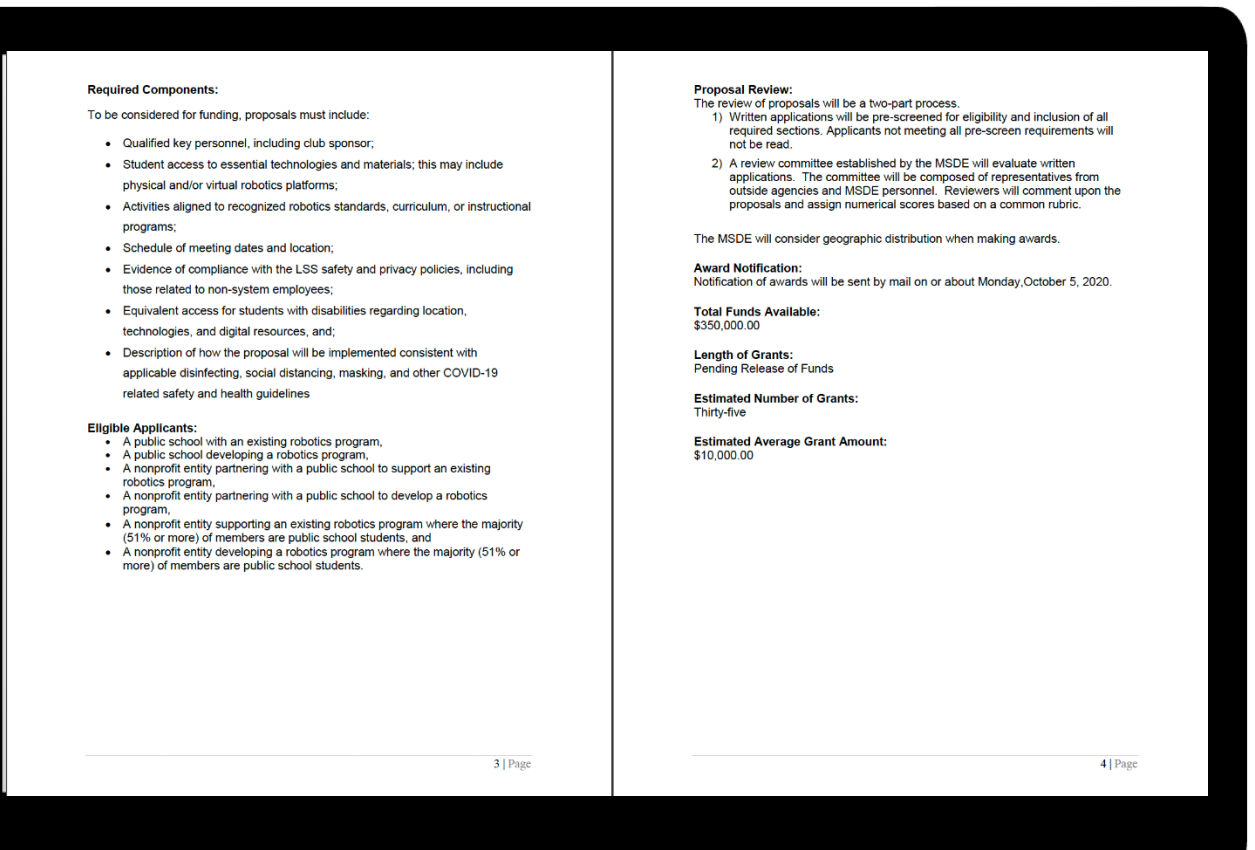 Required Components:
To be considered for funding, proposals must include:
• Qualified key personnel, including club sponsor;
• Student access to essential technologies and materials; this may include
physical and/or virtual robotics platforms;
• Activities aligned to recognized robotics standards, curriculum, or instructional
programs;
• Schedule of meeting dates and location;
• Evidence of compliance with the LSS safety and privacy policies, including
those related to non-system employees;
• Equivalent access for students with disabilities regarding location,
technologies, and digital resources, and;
• Description of how the proposal will be implemented consistent with
applicable disinfecting, social distancing, masking, and other COVID-19
related safety and health guidelines
Eligible Applicants:
• A public school with an existing robotics program,
• A public school developing a robotics program,
• A nonprofit entity partnering with a public school to support an existing
robotics program,
• A nonprofit entity partnering with a public school to develop a robotics
program,
• A nonprofit entity supporting an existing robotics program where the majority
(51% or more) of members are public school students, and
• A nonprofit entity developing a robotics program where the majority (51% or
more) of members are public school students.
3 | Page
Proposal Review:
The review of proposals will be a two-part process.
1) Written applications will be pre-screened for eligibility and inclusion of all
required sections. Applicants not meeting all pre-screen requirements will
not be read.
2) A review committee established by the MSDE will evaluate written
applications.  The committee will be composed of representatives from
outside agencies and MSDE personnel.  Reviewers will comment upon the
proposals and assign numerical scores based on a common rubric.
The MSDE will consider geographic distribution when making awards.
Award Notification:
Notification of awards will be sent by mail on or about Monday,October 5, 2020.
Total Funds Available:
$350,000.00
Length of Grants:
Pending Release of Funds
Estimated Number of Grants:
Thirty-five
Estimated Average Grant Amount:
$10,000.00
4 | Page